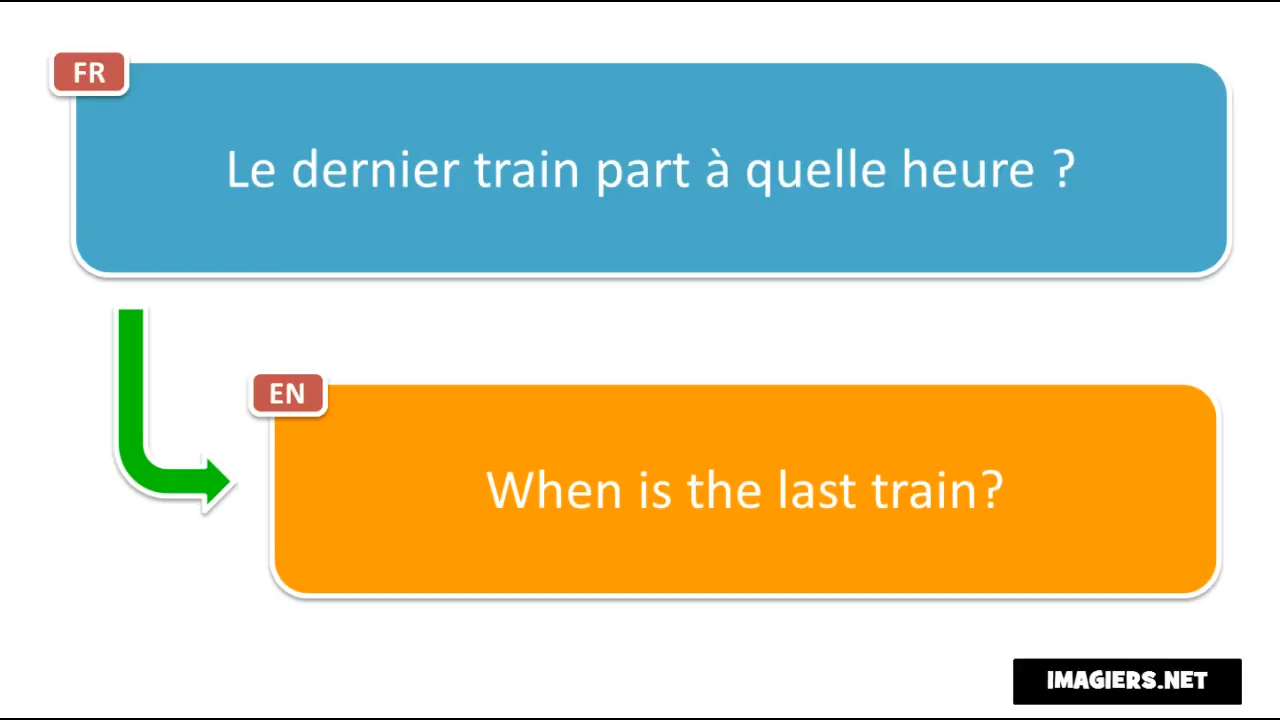 FR
Le dernier train part à quelle heure ?
EN
When is the last train?
IMAGIERS.NET